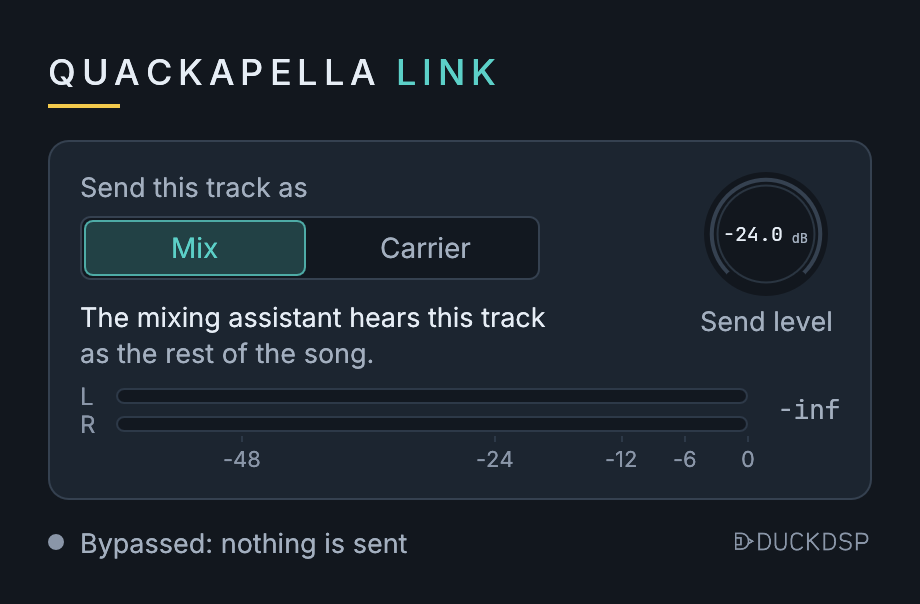 QUACKAPELLA LINK
Send this track as
Mix
Carrier
-24.0 dB
Send level
The mixing assistant hears this track
as the rest of the song.
L
R
-inf
-48
-24
-12
-6
0
Bypassed: nothing is sent
DUCKDSP